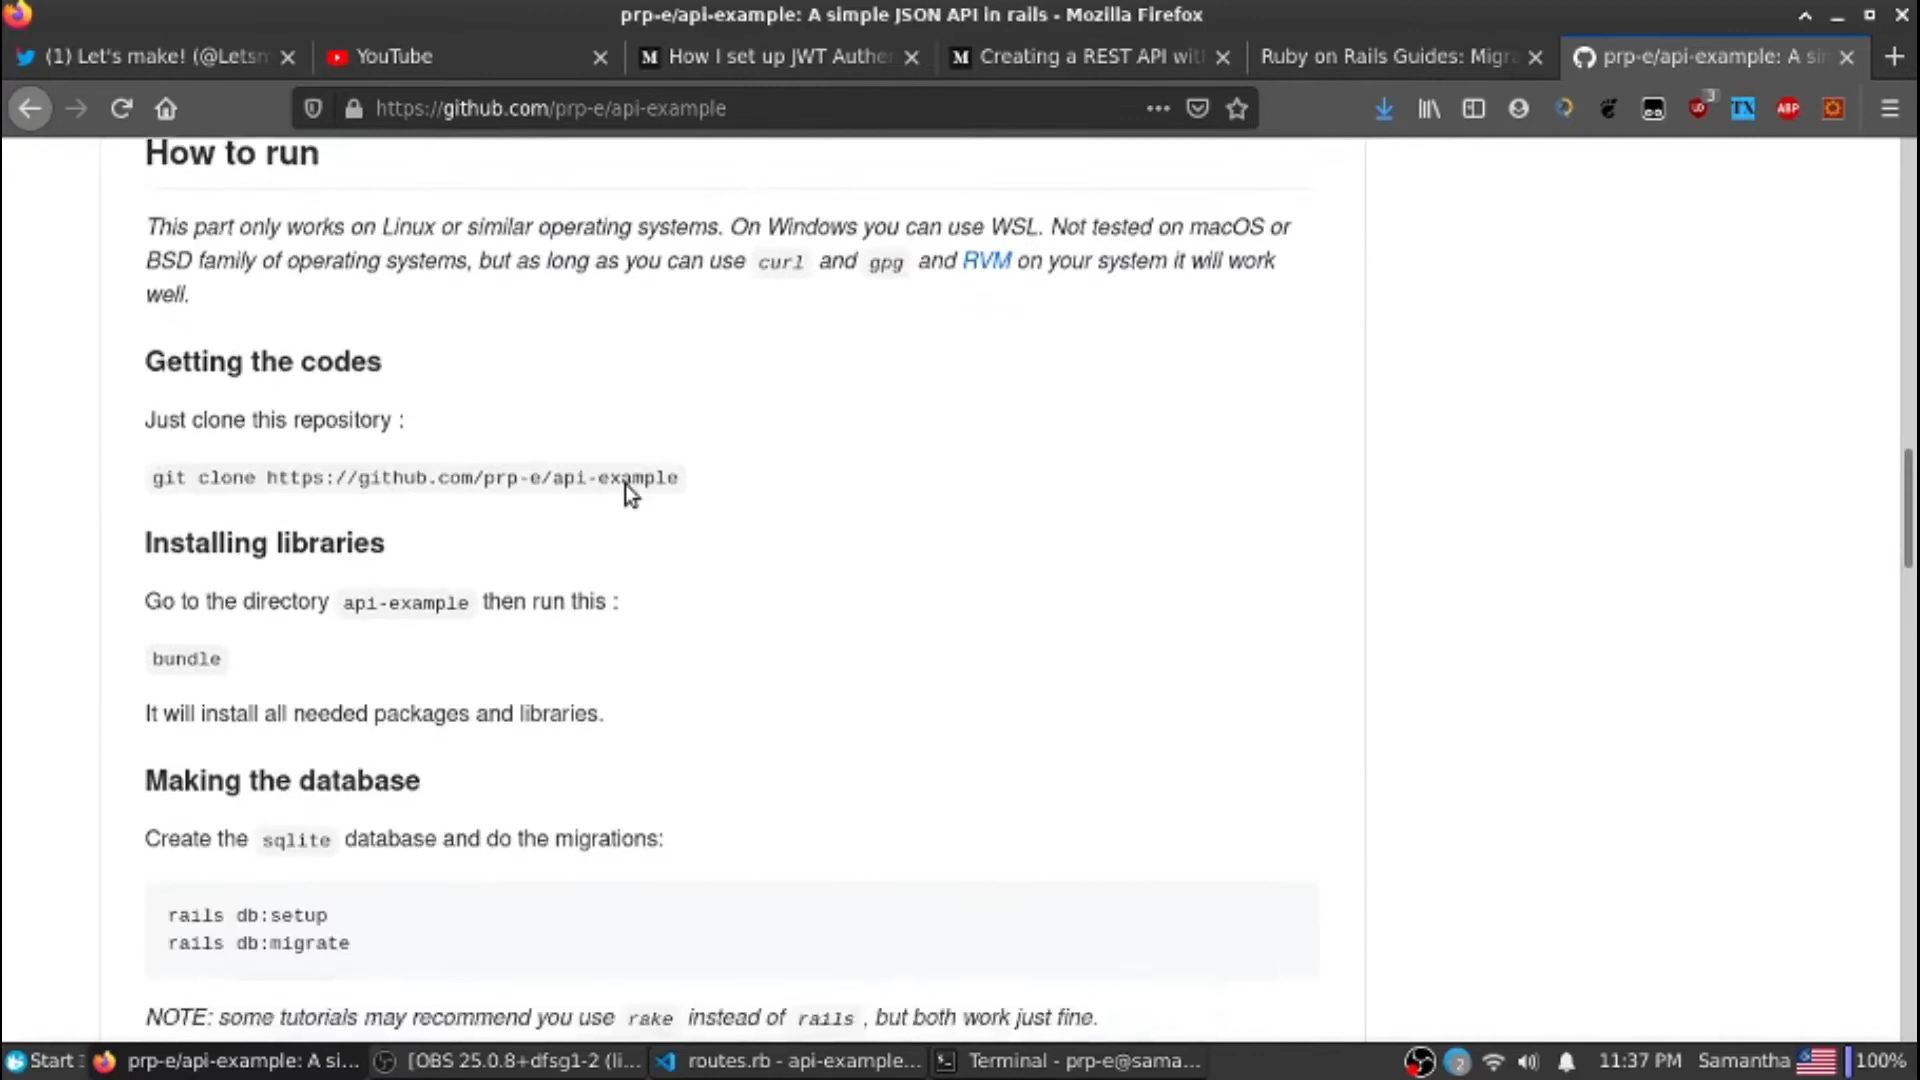 prp-e/api-example: A simple JSON API in rails - Mozilla Firefox
(1) Let's make! (@Letsm
YouTube
M How I set up JWT Auther
M Creating a REST API wit
Ruby on Rails Guides: Migra
prp-e/api-example: A sim
https://github.com/prp-e/api-example
3
TX
ABP
How to run
This part only works on Linux or similar operating systems. On Windows you can use WSL. Not tested on macOS or
BSD family of operating systems, but as long as you can use curl and gpg and RVM on your system it will work
well.
Getting the codes
Just clone this repository :
git clone https://github.com/prp-e/api-example
Installing libraries
Go to the directory api-example then run this :
bundle
It will install all needed packages and libraries.
Making the database
Create the sqlite database and do the migrations:
rails db:setup
rails db:migrate
NOTE: some tutorials may recommend you use rake instead of rails , but both work just fine.
Start
prp-e/api-example: A si...
[OBS 25.0.8+dfsg1-2 (li...
routes.rb - api-example...
Terminal - prp-e@sama...
2
11:37 PM
Samantha
100%